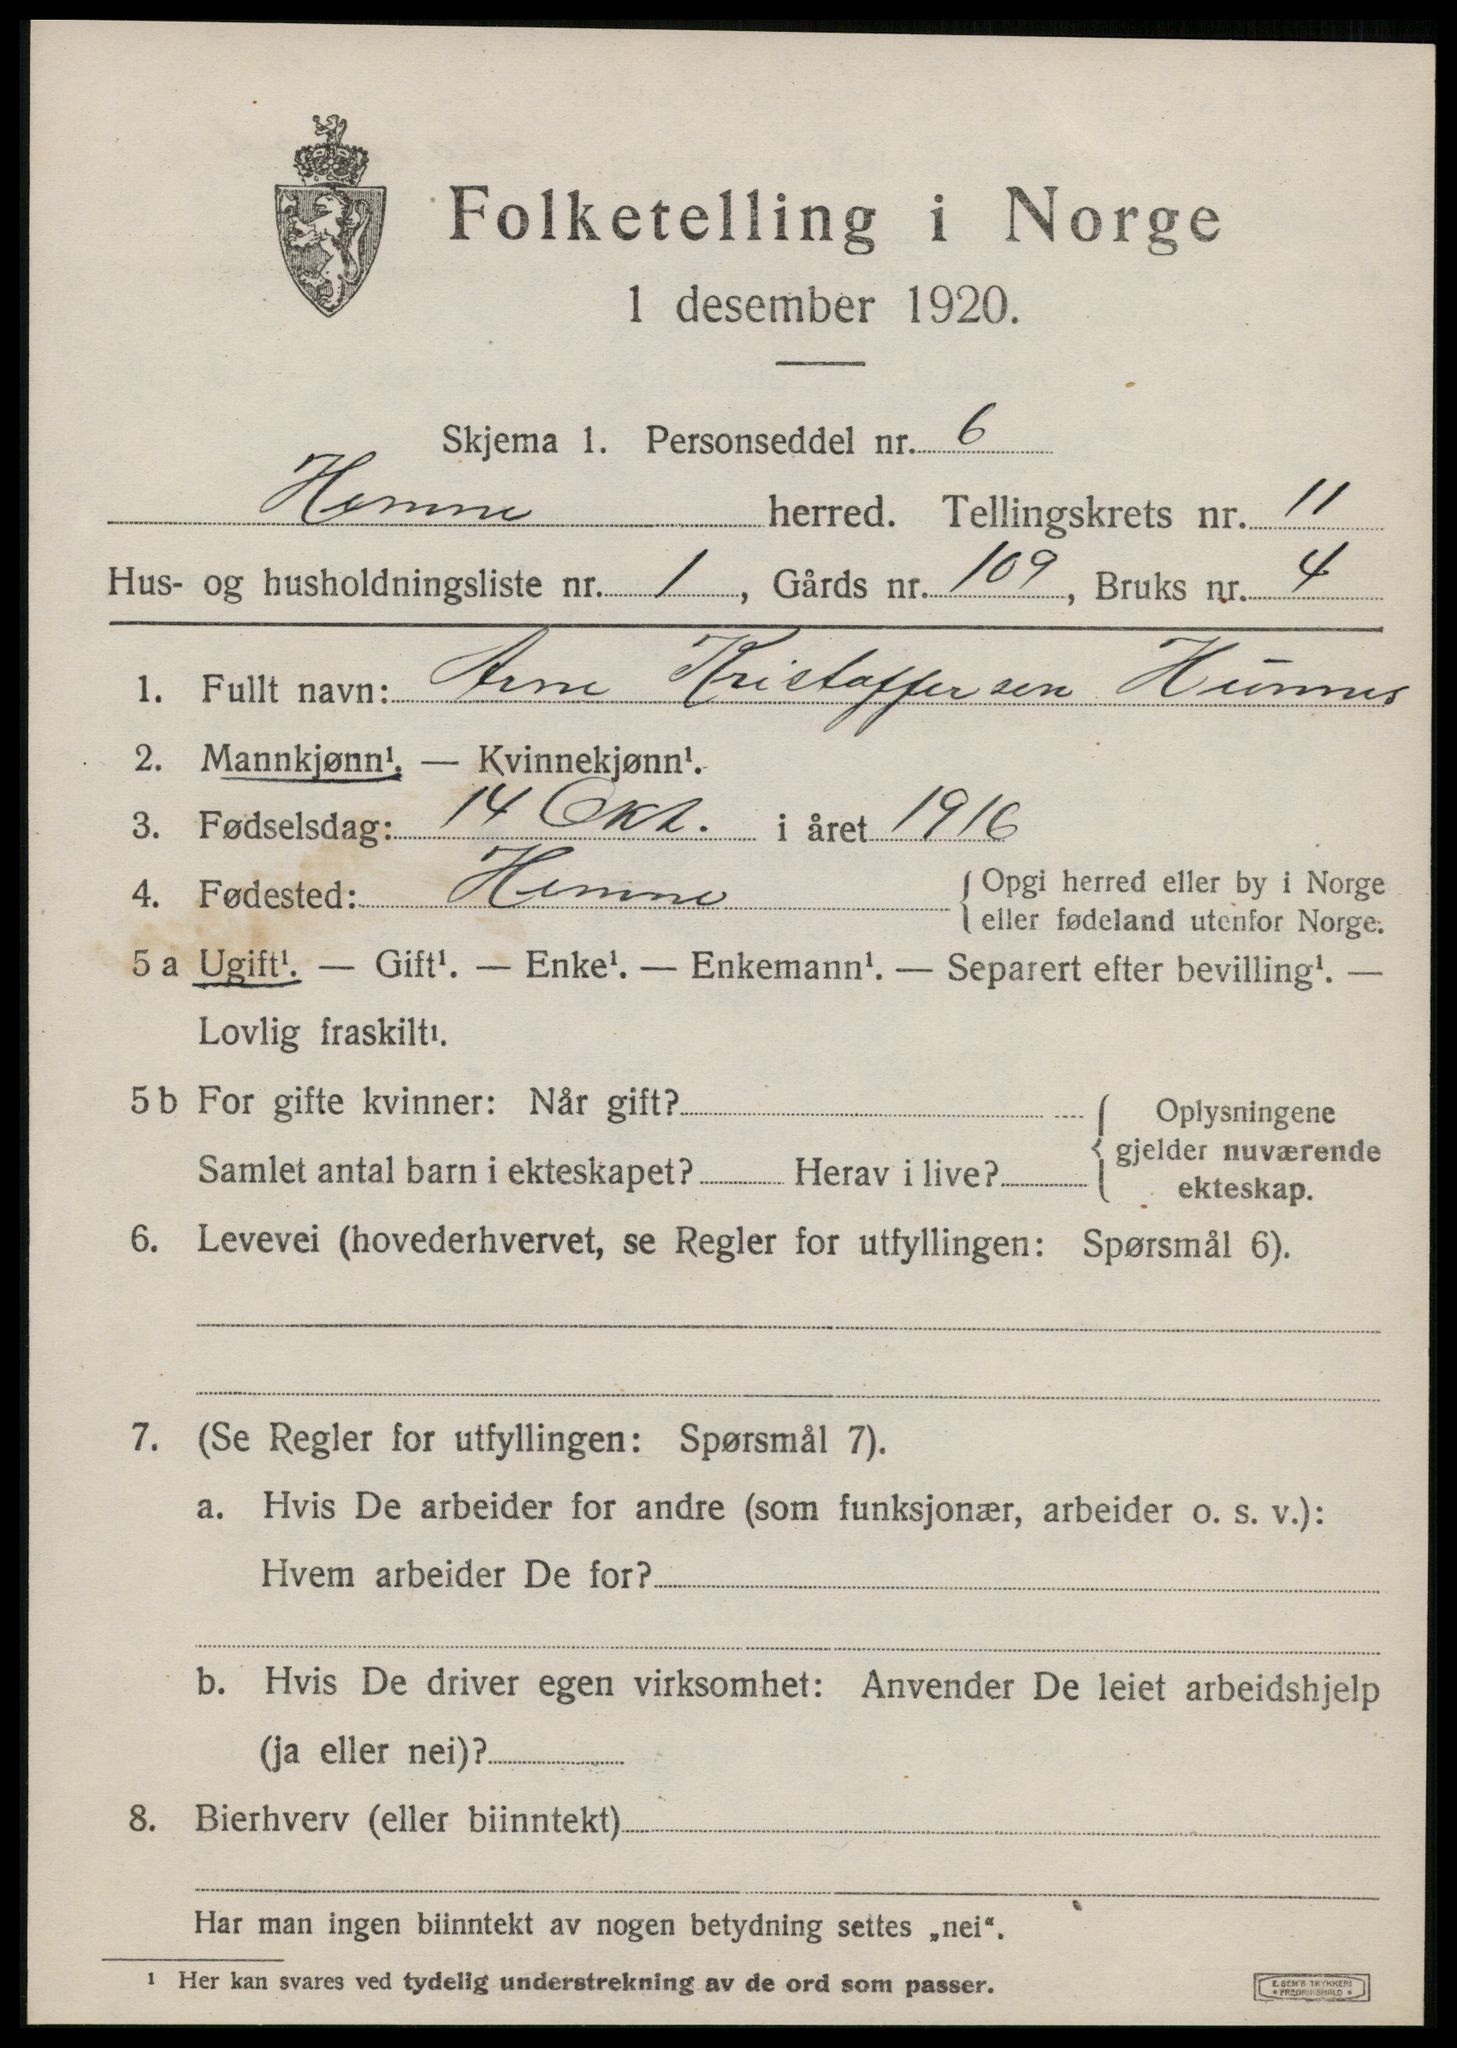 Folketelling i Norge
1 desember 1920.
Skjema 1. Personseddel nr. 6
Hemne herred. Tellingskrets nr. 11
Hus- og husholdningsliste nr. 1, Gårds nr. 109, Bruks nr. 4
1. Fullt navn: Arne Kristoffersen Hunnes
2. Mannkjønn¹. — Kvinnekjønn¹.
3. Fødselsdag: 14 Okt. i året 1916
4. Fødested: Hemne { Opgi herred eller by i Norge
eller fødeland utenfor Norge.
5 a Ugift¹. — Gift¹. — Enke¹. — Enkemann¹. — Separert efter bevilling¹. —
Lovlig fraskilt¹.
5 b For gifte kvinner: Når gift? { Oplysningene
gjelder nuværende
Samlet antal barn i ekteskapet? Herav i live? ekteskap.
6. Levevei (hovederhvervet, se Regler for utfyllingen: Spørsmål 6).
7. (Se Regler for utfyllingen: Spørsmål 7).
a. Hvis De arbeider for andre (som funksjonær, arbeider o. s. v.):
Hvem arbeider De for?
b. Hvis De driver egen virksomhet: Anvender De leiet arbeidshjelp
(ja eller nei)?
8. Bierhverv (eller biinntekt)
Har man ingen biinntekt av nogen betydning settes „nei“.
¹ Her kan svares ved tydelig understrekning av de ord som passer.
E. SEM'S TRYKKERI
• FREDRIKSHALD •